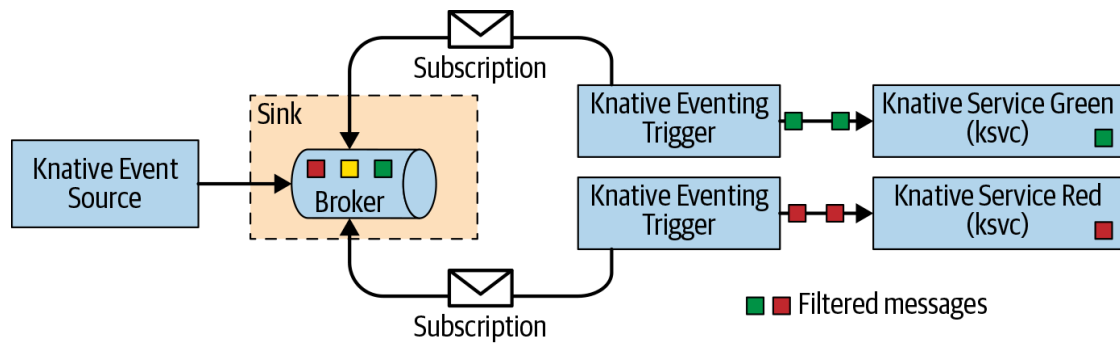 Subscription
Sink
Knative Event
Source
Broker
Knative Eventing
Trigger
Knative Service Green
(ksvc)
Knative Eventing
Trigger
Knative Service Red
(ksvc)
Subscription
Filtered messages